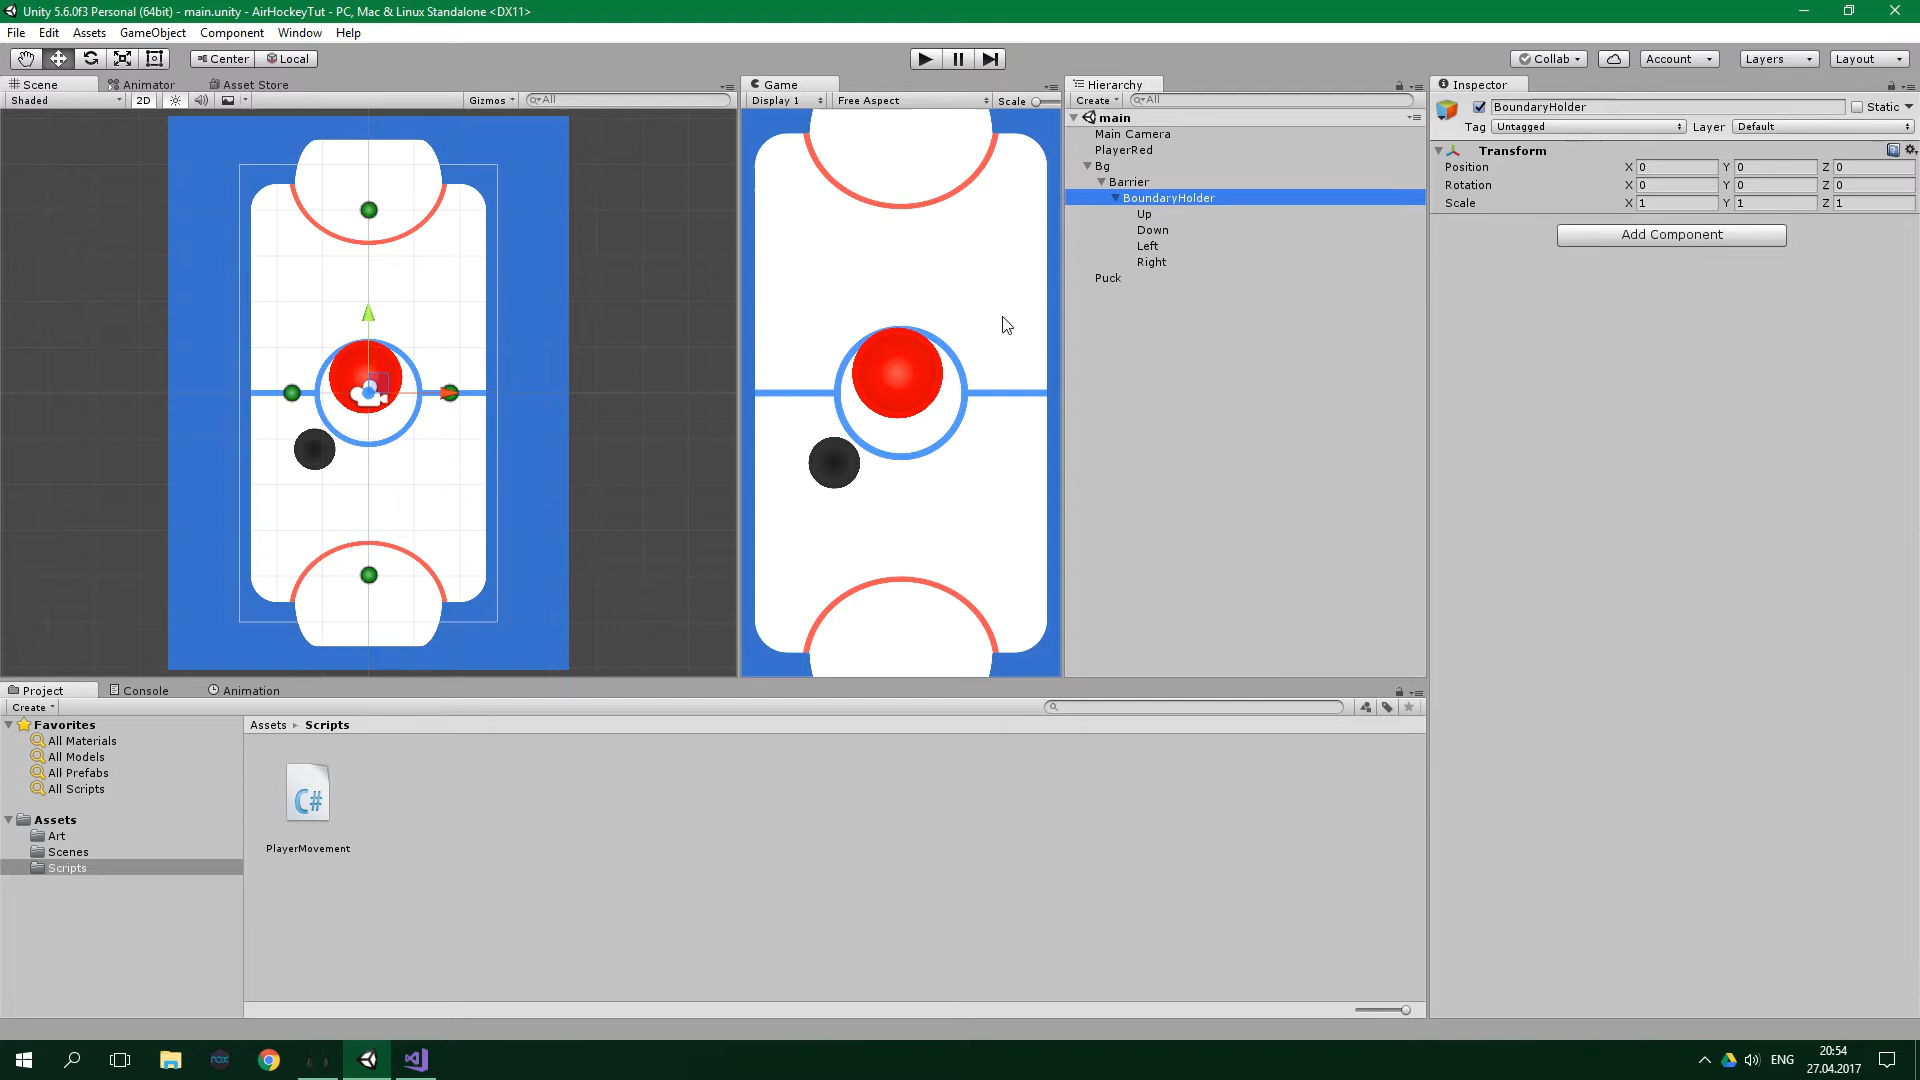 Unity 5.6.0f3 Personal (64bit) - main.unity - AirHockeyTut - PC, Mac & Linux Standalone <DX11>
File Edit Assets GameObject Component Window Help
Center Local Collab Account Layers Layout
Scene Animator Asset Store Game Hierarchy Inspector
Shaded 2D Gizmos All Display 1 Free Aspect Scale Create All
BoundaryHolder Static
Tag Untagged Layer Default
main
Main Camera
PlayerRed
Bg
Barrier
BoundaryHolder
Up
Down
Left
Right
Puck
Transform
Position X 0 Y 0 Z 0
Rotation X 0 Y 0 Z 0
Scale X 1 Y 1 Z 1
Add Component
Project Console Animation
Create
Favorites
All Materials
All Models
All Prefabs
All Scripts
Assets
Art
Scenes
Scripts
Assets Scripts
C#
PlayerMovement
nox
ENG
20:54
27.04.2017